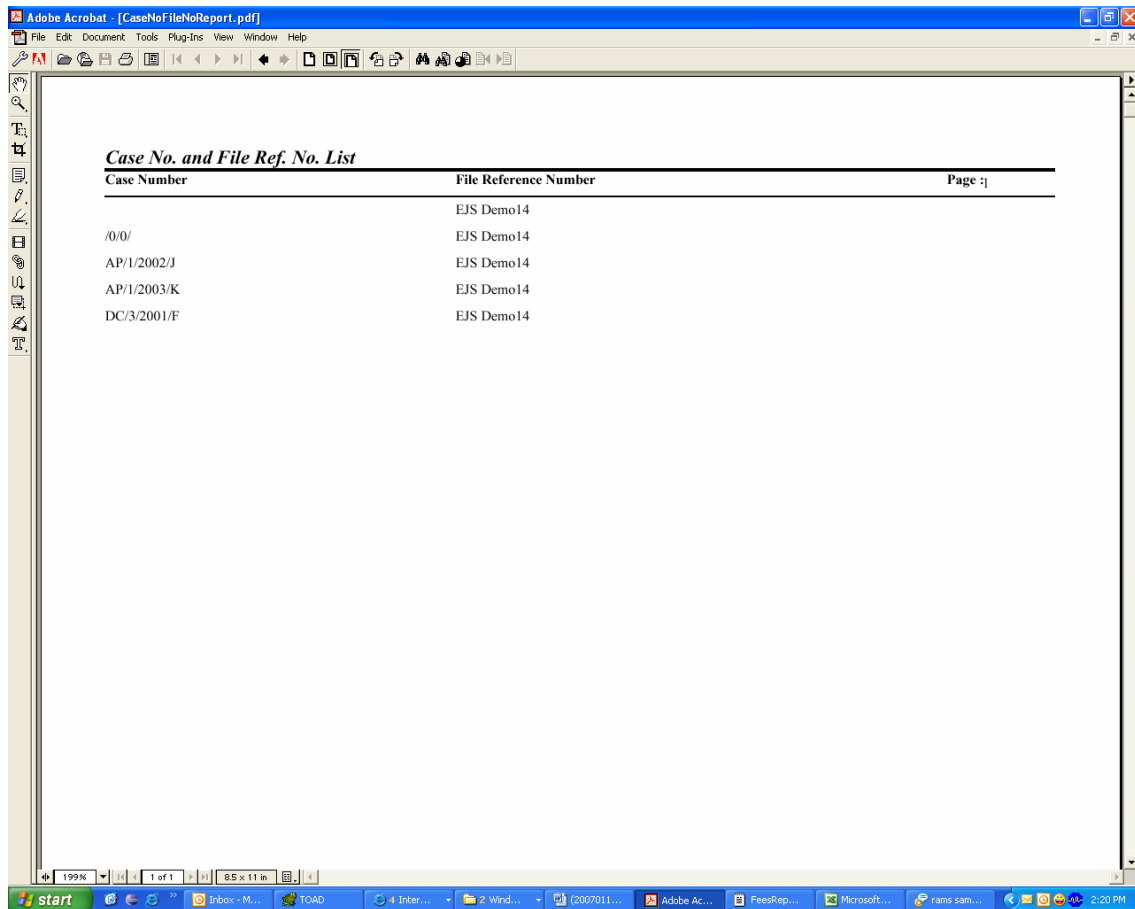 Adobe Acrobat - [CaseNoFileNoReport.pdf]
File Edit Document Tools Plug-Ins View Window Help
Case No. and File Ref. No. List
Case Number File Reference Number Page :1
EJS Demo14
/0/0/ EJS Demo14
AP/1/2002/J EJS Demo14
AP/1/2003/K EJS Demo14
DC/3/2001/F EJS Demo14
199% 1 of 1 8.5 x 11 in
start Inbox - M... TOAD 4 Inter... 2 Wind... (2007011... Adobe Ac... FeesRep... Microsoft... rams sam... 2:20 PM